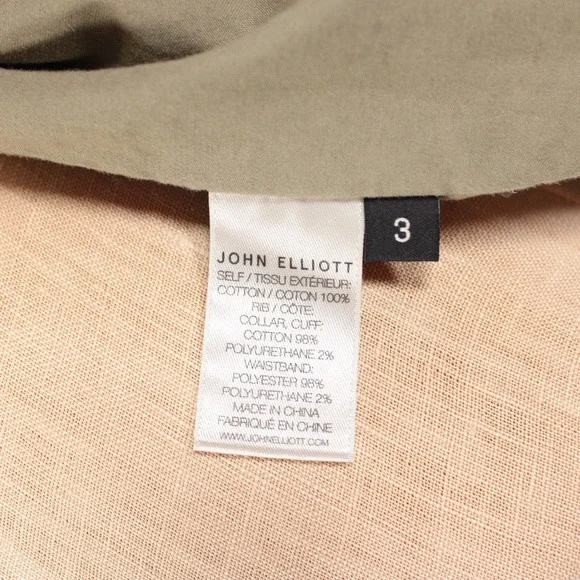 JOHN ELLIOTT
SELF / TISSU EXTÉRIEUR:
COTTON / COTON 100%
RIB / CÔTE:
COLLAR, CUFF:
COTTON 98%
POLYURETHANE 2%
WAISTBAND:
POLYESTER 98%
POLYURETHANE 2%
MADE IN CHINA
FABRIQUÉ EN CHINE
WWW.JOHNELLIOTT.COM
3